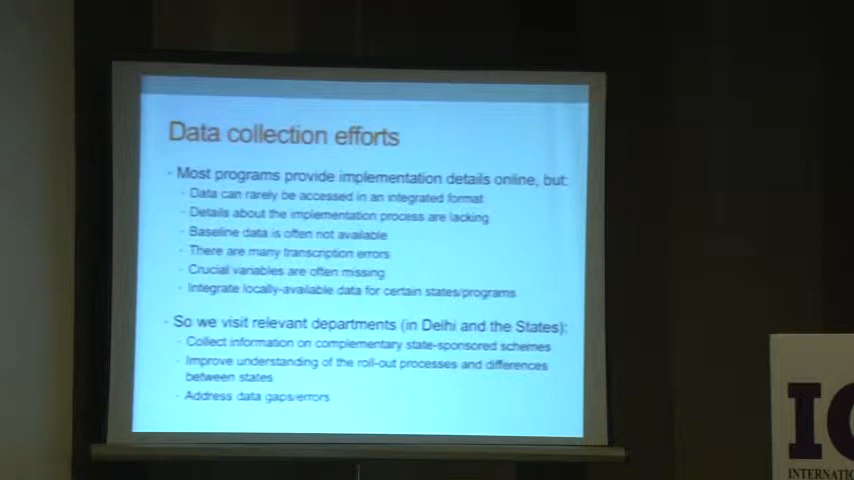 Data collection efforts
Most programs provide implementation details online, but:
Data can rarely be accessed in an integrated format
Details about the implementation process are lacking
Baseline data is often not available
There are many transcription errors
Crucial variables are often missing
Integrate locally-available data for certain states/programs
So we visit relevant departments (in Delhi and the States):
Collect information on complementary state-sponsored schemes
Improve understanding of the roll-out processes and differences
between states
Address data gaps/errors